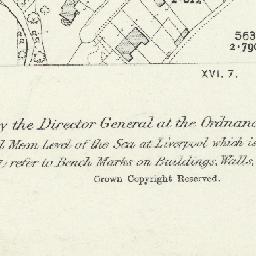 563
2·790
XVI. 7.
y the Director General at the Ordnanc
l Mean Level of the Sea at Liverpool which is
refer to Bench Marks on Buildings, Walls,
Crown Copyright Reserved.